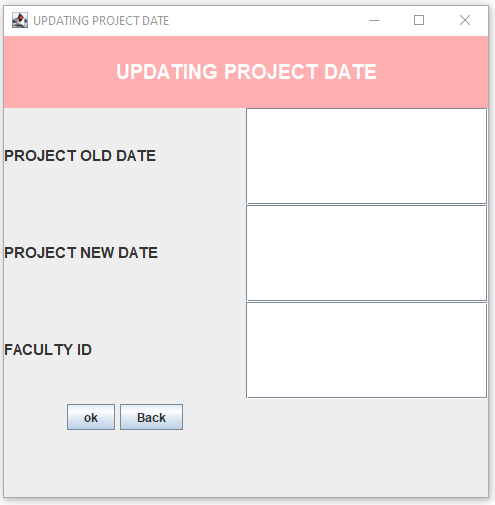 UPDATING PROJECT DATE
UPDATING PROJECT DATE
PROJECT OLD DATE
PROJECT NEW DATE
FACULTY ID
ok Back